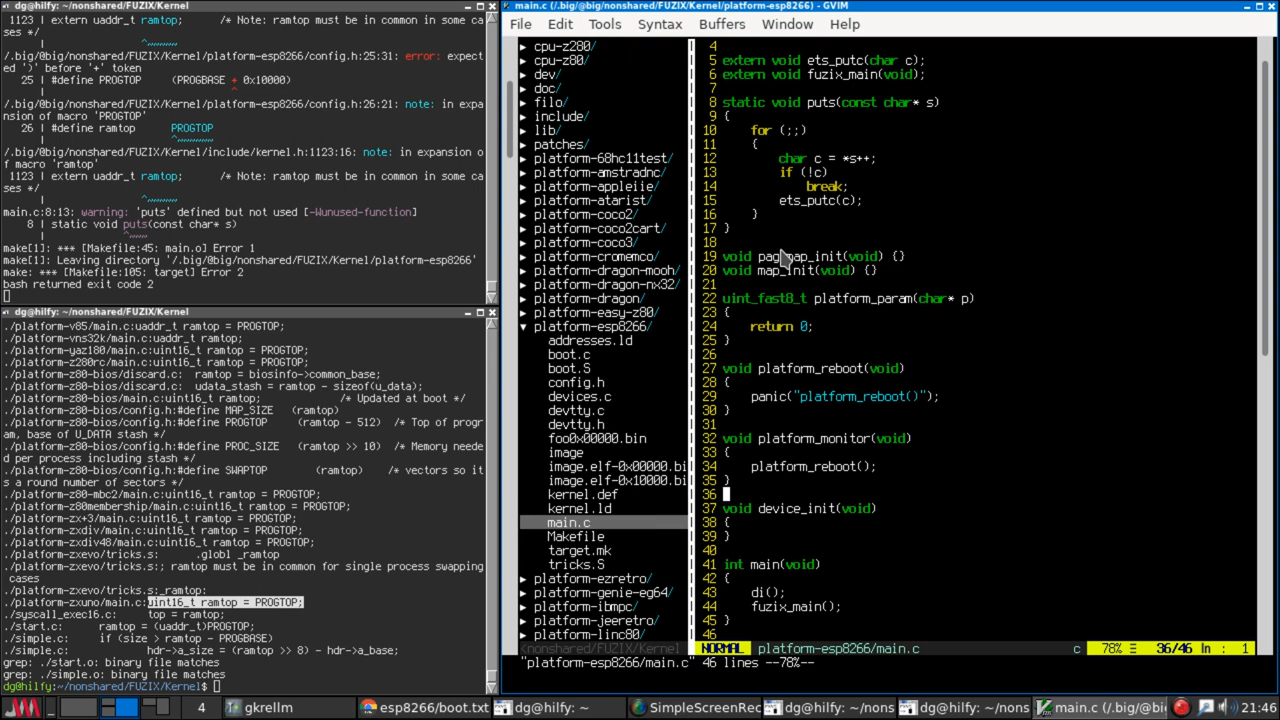 dg@hilfy: ~/nonshared/FUZIX/Kernel
23 | extern uaddr_t ramtop;     /* Note: ramtop must be in common in some ca
ses */
/.big/@big/nonshared/FUZIX/Kernel/platform-esp8266/config.h:25:31: error: expect
ed ')' before '+' token
25 | #define PROGTOP     (PROGBASE + 0x10000)
/.big/@big/nonshared/FUZIX/Kernel/platform-esp8266/config.h:26:21: note: in expa
nsion of macro 'PROGTOP'
26 | #define ramtop      PROGTOP
/.big/@big/nonshared/FUZIX/Kernel/include/kernel.h:1123:16: note: in expansion o
f macro 'ramtop'
1123 | extern uaddr_t ramtop;     /* Note: ramtop must be in common in some ca
ses */
main.c:8:13: warning: 'puts' defined but not used [-Wunused-function]
8 | static void puts(const char* s)
make[1]: *** [Makefile:45: main.o] Error 1
make[1]: Leaving directory '/.big/@big/nonshared/FUZIX/Kernel/platform-esp8266'
make: *** [Makefile:105: target] Error 2
bash returned exit code 2
dg@hilfy: ~/nonshared/FUZIX/Kernel
./platform-v85/main.c:uaddr_t ramtop = PROGTOP;
./platform-vns32k/main.c:uaddr_t ramtop;
./platform-yaz180/main.c:uint16_t ramtop = PROGTOP;
./platform-z280rc/main.c:uint16_t ramtop = PROGTOP;
./platform-z80-bios/discard.c:  ramtop = biosinfo->common_base;
./platform-z80-bios/discard.c:  udata_stash = ramtop - sizeof(u_data);
./platform-z80-bios/main.c:uint16_t ramtop;            /* Updated at boot */
./platform-z80-bios/config.h:#define MAP_SIZE   (ramtop)
./platform-z80-bios/config.h:#define PROGTOP    (ramtop - 512)  /* Top of progr
am, base of U_DATA stash */
./platform-z80-bios/config.h:#define PROC_SIZE   (ramtop >> 10)  /* Memory neede
d per process including stash */
./platform-z80-bios/config.h:#define SWAPTOP        (ramtop)   /* vectors so it
 round number of sectors */
./platform-z80-mbc2/main.c:uint16_t ramtop = PROGTOP;
./platform-z80membership/main.c:uint16_t ramtop = PROGTOP;
./platform-zx+3/main.c:uint16_t ramtop = PROGTOP;
./platform-zxdiv/main.c:uint16_t ramtop = PROGTOP;
./platform-zxdiv48/main.c:uint16_t ramtop = PROGTOP;
./platform-zxevo/tricks.s:      .globl _ramtop
./platform-zxevo/tricks.s:; ramtop must be in common for single process swapping
 cases
./platform-zxevo/tricks.s:_ramtop:
./platform-zxuno/main.c:uint16_t ramtop = PROGTOP;
./syscall_exec16.c:     top = ramtop;
./start.c:      ramtop = (uaddr_t)PROGTOP;
./simple.c:     if (size > ramtop - PROGBASE)
./simple.c:             hdr->a_size = (ramtop >> 8) - hdr->a_base;
grep: ./start.o: binary file matches
grep: ./simple.o: binary file matches
dg@hilfy:~/nonshared/FUZIX/Kernel$
main.c (/.big/@big/nonshared/FUZIX/Kernel/platform-esp8266) - GVIM
File Edit Tools Syntax Buffers Window Help
▸ cpu-z280/
▸ cpu-z80/
▸ dev/
▸ doc/
▸ filo/
▸ include/
▸ lib/
▸ patches/
▸ platform-68hc11test/
▸ platform-amstradnc/
▸ platform-appleiie/
▸ platform-atarist/
▸ platform-coco2/
▸ platform-coco2cart/
▸ platform-coco3/
▸ platform-cromemco/
▸ platform-dragon-mooh/
▸ platform-dragon-nx32/
▸ platform-dragon/
▸ platform-easy-z80/
▾ platform-esp8266/
addresses.ld
boot.c
boot.S
config.h
devices.c
devtty.c
devtty.h
foo0x00000.bin
image
image.elf-0x00000.bi
image.elf-0x10000.bi
kernel.def
kernel.ld
main.c
Makefile
target.mk
tricks.S
▸ platform-ezretro/
▸ platform-genie-eg64/
▸ platform-ibmpc/
▸ platform-jeeretro/
▸ platform-linc80/
<onshared/FUZIX/Kernel
4
5 extern void ets_putc(char c);
6 extern void fuzix_main(void);
7
8 static void puts(const char* s)
9 {
10     for (;;)
11     {
12         char c = *s++;
13         if (!c)
14             break;
15         ets_putc(c);
16     }
17 }
18
19 void pagemap_init(void) {}
20 void map_init(void) {}
21
22 uint_fast8_t platform_param(char* p)
23 {
24     return 0;
25 }
26
27 void platform_reboot(void)
28 {
29     panic("platform_reboot()");
30 }
31
32 void platform_monitor(void)
33 {
34     platform_reboot();
35 }
36
37 void device_init(void)
38 {
39 }
40
41 int main(void)
42 {
43     di();
44     fuzix_main();
45 }
46
NORMAL platform-esp8266/main.c c 78% ☰ 36/46 ln : 1
"platform-esp8266/main.c" 46 lines --78%--
4 gkrellm esp8266/boot.txt dg@hilfy: ~ SimpleScreenRec dg@hilfy: ~/nons dg@hilfy: ~/nons main.c (/.big/@bi 21:46